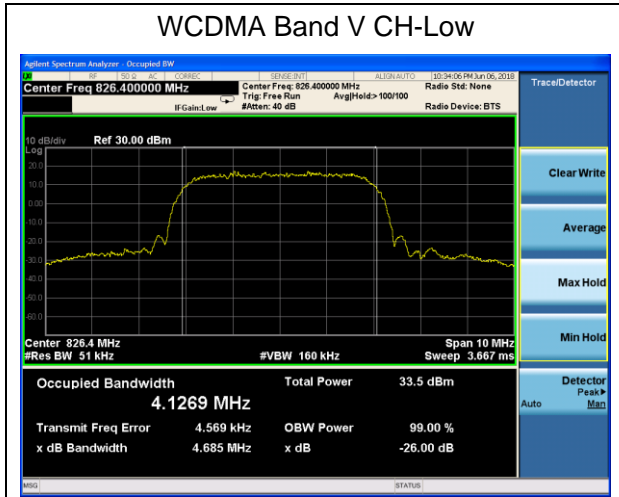 WCDMA Band V CH-Low
Agilent Spectrum Analyzer - Occupied BW
LXI RF 50 Ω AC CORREC SENSE:INT ALIGN AUTO 10:34:06 PM Jun 06, 2018
Center Freq 826.400000 MHz
Center Freq: 826.400000 MHz
Radio Std: None
Trig: Free Run Avg|Hold:> 100/100
IFGain:Low #Atten: 40 dB Radio Device: BTS
Trace/Detector
10 dB/div Ref 30.00 dBm
Log
20.0
10.0
0.00
-10.0
-20.0
-30.0
-40.0
-50.0
-60.0
Clear Write
Average
Max Hold
Min Hold
Center 826.4 MHz Span 10 MHz
#Res BW 51 kHz #VBW 160 kHz Sweep 3.667 ms
Occupied Bandwidth Total Power 33.5 dBm
4.1269 MHz
Transmit Freq Error 4.569 kHz OBW Power 99.00 %
x dB Bandwidth 4.685 MHz x dB -26.00 dB
Detector
Peak▶
Auto Man
MSG STATUS